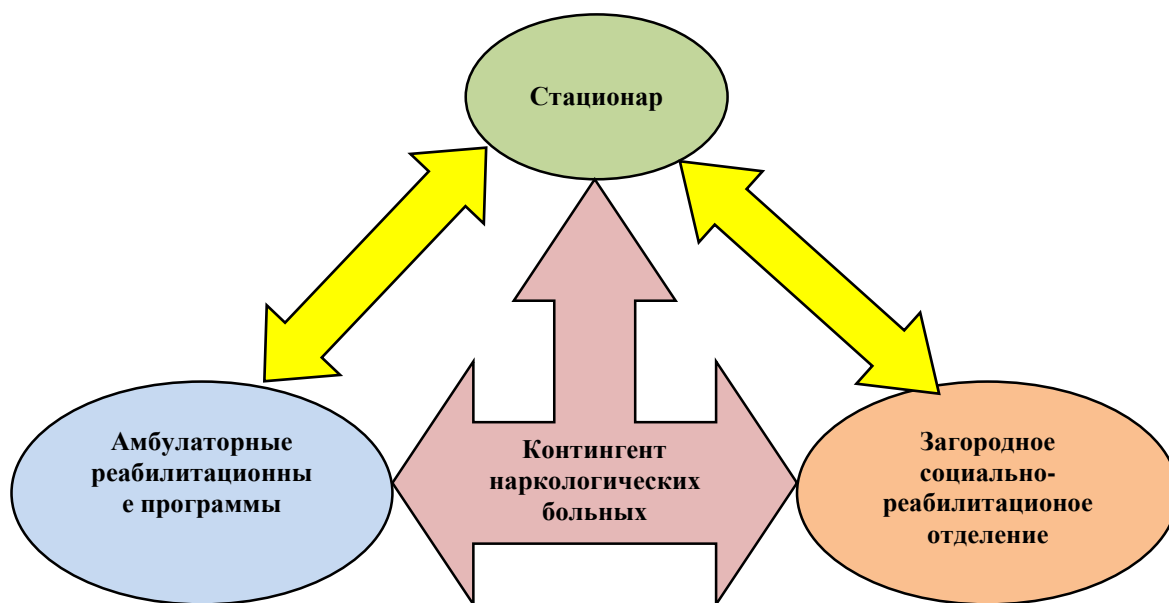 Стационар
Амбулаторные
реабилитационны
е программы
Контингент
наркологических
больных
Загородное
социально-
реабилитационое
отделение